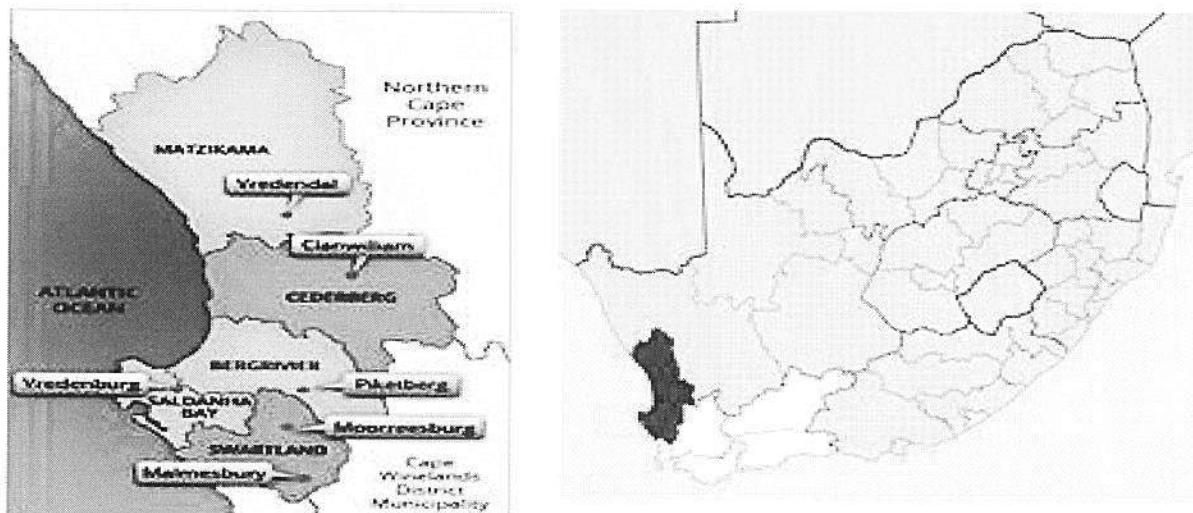 Northern
Cape
Province
MATZIKAMA
Vredendal
Clanwilliam
CEDERBERG
ATLANTIC
OCEAN
BERGRIVIER
Vredenburg
Piketberg
SALDANHA
BAY
Moorreesburg
SWARTLAND
Malmesbury
Cape
Winelands
District
Municipality